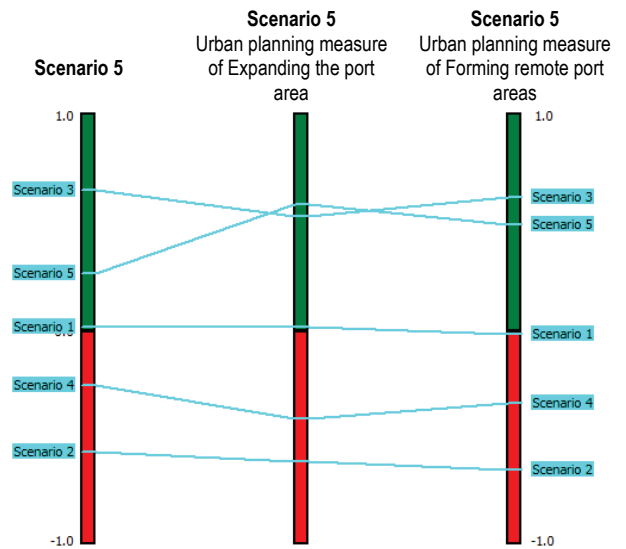 Scenario 5
Scenario 5
Urban planning measure
of Expanding the port
area
Scenario 5
Urban planning measure
of Forming remote port
areas
1.0
1.0
Scenario 3
Scenario 5
Scenario 1
Scenario 4
Scenario 2
Scenario 3
Scenario 5
Scenario 1
Scenario 4
Scenario 2
-1.0
-1.0